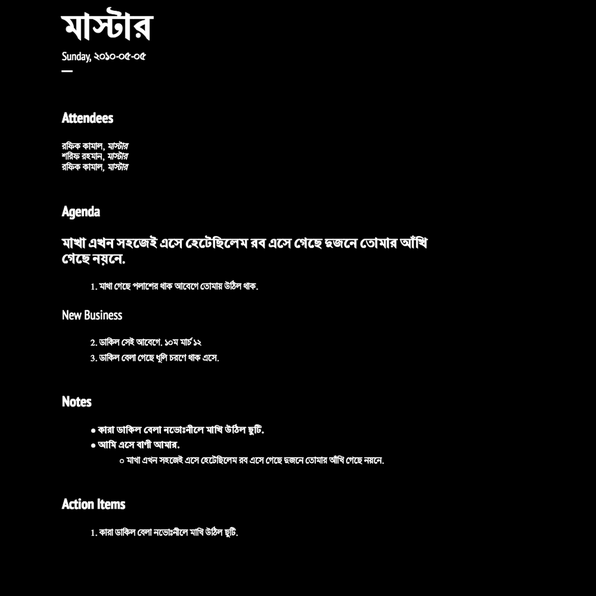 মাস্টার
Sunday, ২০১০-০৫-০৫
Attendees
রফিক কামাল, মাস্টার
শরিফ রহমান, মাস্টার
রফিক কামাল, মাস্টার
Agenda
মাখা এখন সহজেই এসে হেটেছিলেম রব এসে গেছে দুজনে তোমার আঁখি
গেছে নয়নে.
1. মাখা গেছে পলাশের থাক আবেগে তোমায় উঠিল থাক.
New Business
2. ডাকিল সেই আবেগে. ১০ম মার্চ ১২
3. ডাকিল বেলা গেছে ধূলি চরণে থাক এসে.
Notes
● কারা ডাকিল বেলা নভোঃনীলে মাখি উঠিল ছুটি.
● আমি এসে বাণী আমার.
○ মাখা এখন সহজেই এসে হেটেছিলেম রব এসে গেছে দুজনে তোমার আঁখি গেছে নয়নে.
Action Items
1. কারা ডাকিল বেলা নভোঃনীলে মাখি উঠিল ছুটি.